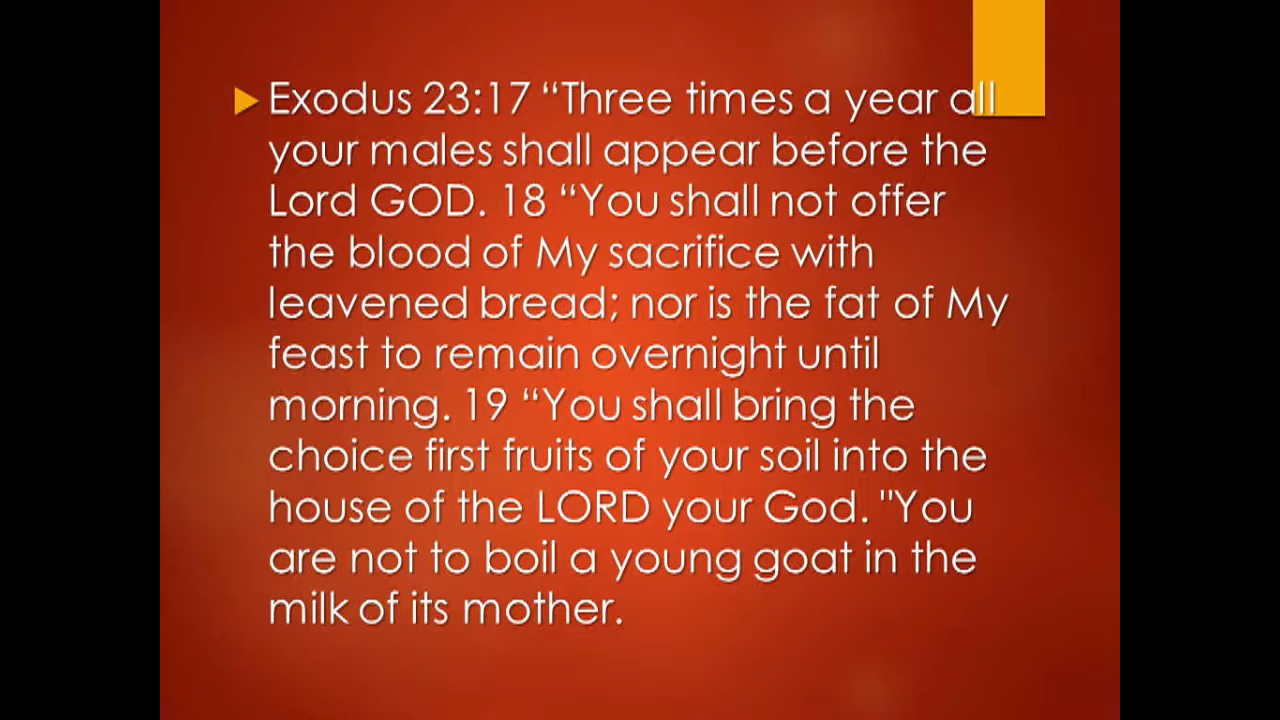 Exodus 23:17 “Three times a year all
your males shall appear before the
Lord GOD. 18 “You shall not offer
the blood of My sacrifice with
leavened bread; nor is the fat of My
feast to remain overnight until
morning. 19 “You shall bring the
choice first fruits of your soil into the
house of the LORD your God. "You
are not to boil a young goat in the
milk of its mother.